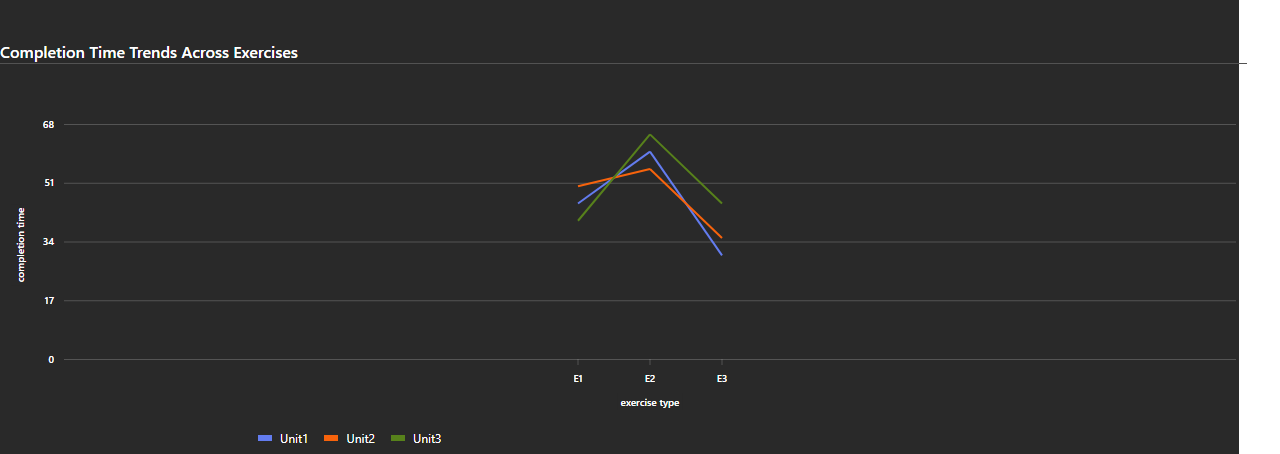 Completion Time Trends Across Exercises
68
51
34
17
0
completion time
E1 E2 E3
exercise type
Unit1 Unit2 Unit3